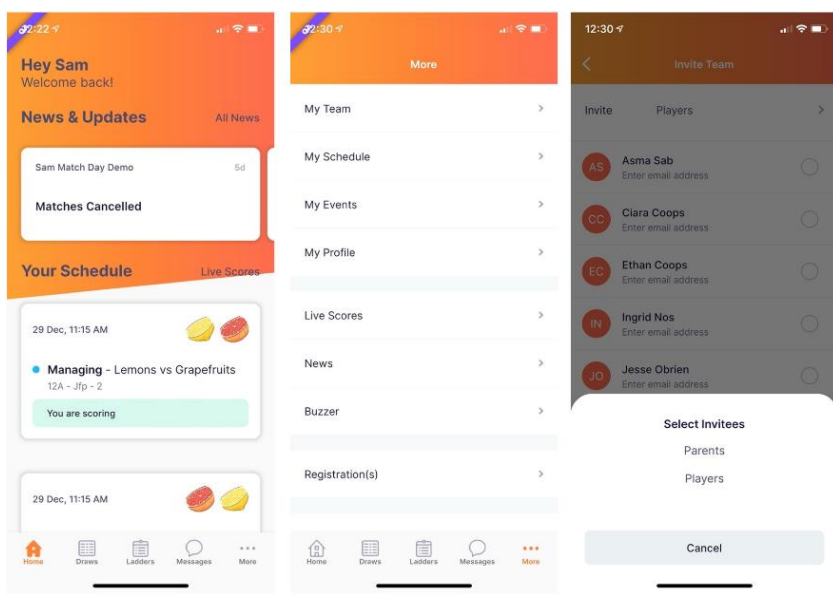 12:22
Hey Sam
Welcome back!
News & Updates
All News
Sam Match Day Demo
5d
Matches Cancelled
Your Schedule
Live Scores
29 Dec, 11:15 AM
Managing - Lemons vs Grapefruits
12A - Jfp - 2
You are scoring
29 Dec, 11:15 AM
Home Draws Ladders Messages More
12:30
More
My Team
My Schedule
My Events
My Profile
Live Scores
News
Buzzer
Registration(s)
Home Draws Ladders Messages More
12:30
Invite Team
Invite Players
AS Asma Sab
Enter email address
CC Ciara Coops
Enter email address
EC Ethan Coops
Enter email address
IN Ingrid Nos
Enter email address
JO Jesse Obrien
Enter email address
Select Invitees
Parents
Players
Cancel